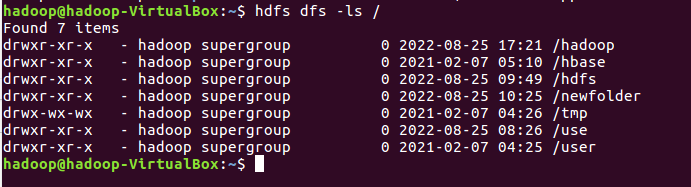 hadoop@hadoop-VirtualBox:~$ hdfs dfs -ls /
Found 7 items
drwxr-xr-x   - hadoop supergroup          0 2022-08-25 17:21 /hadoop
drwxr-xr-x   - hadoop supergroup          0 2021-02-07 05:10 /hbase
drwxr-xr-x   - hadoop supergroup          0 2022-08-25 09:49 /hdfs
drwxr-xr-x   - hadoop supergroup          0 2022-08-25 10:25 /newfolder
drwx-wx-wx   - hadoop supergroup          0 2021-02-07 04:26 /tmp
drwxr-xr-x   - hadoop supergroup          0 2022-08-25 08:26 /use
drwxr-xr-x   - hadoop supergroup          0 2021-02-07 04:25 /user
hadoop@hadoop-VirtualBox:~$